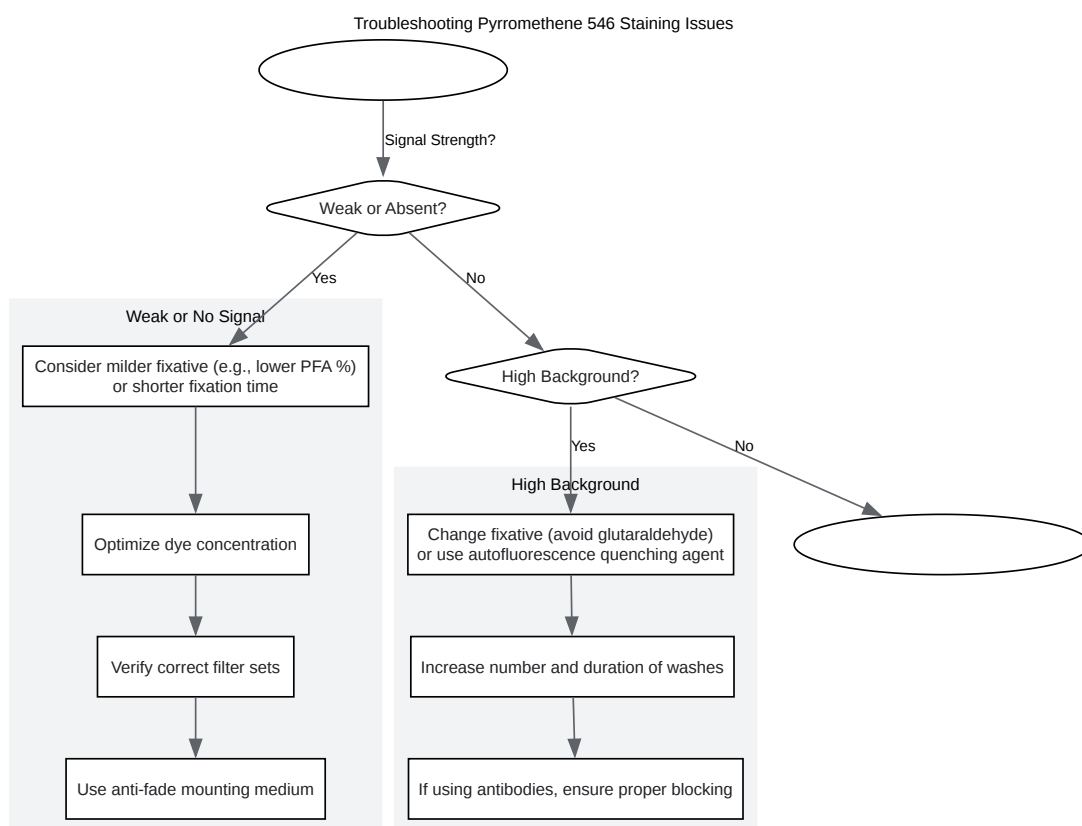 Troubleshooting Pyrromethene 546 Staining Issues
Signal Strength?
Weak or Absent?
Yes
No
Weak or No Signal
Consider milder fixative (e.g., lower PFA %)
or shorter fixation time
High Background?
Yes
No
High Background
Optimize dye concentration
Change fixative (avoid glutaraldehyde)
or use autofluorescence quenching agent
Verify correct filter sets
Increase number and duration of washes
Use anti-fade mounting medium
If using antibodies, ensure proper blocking